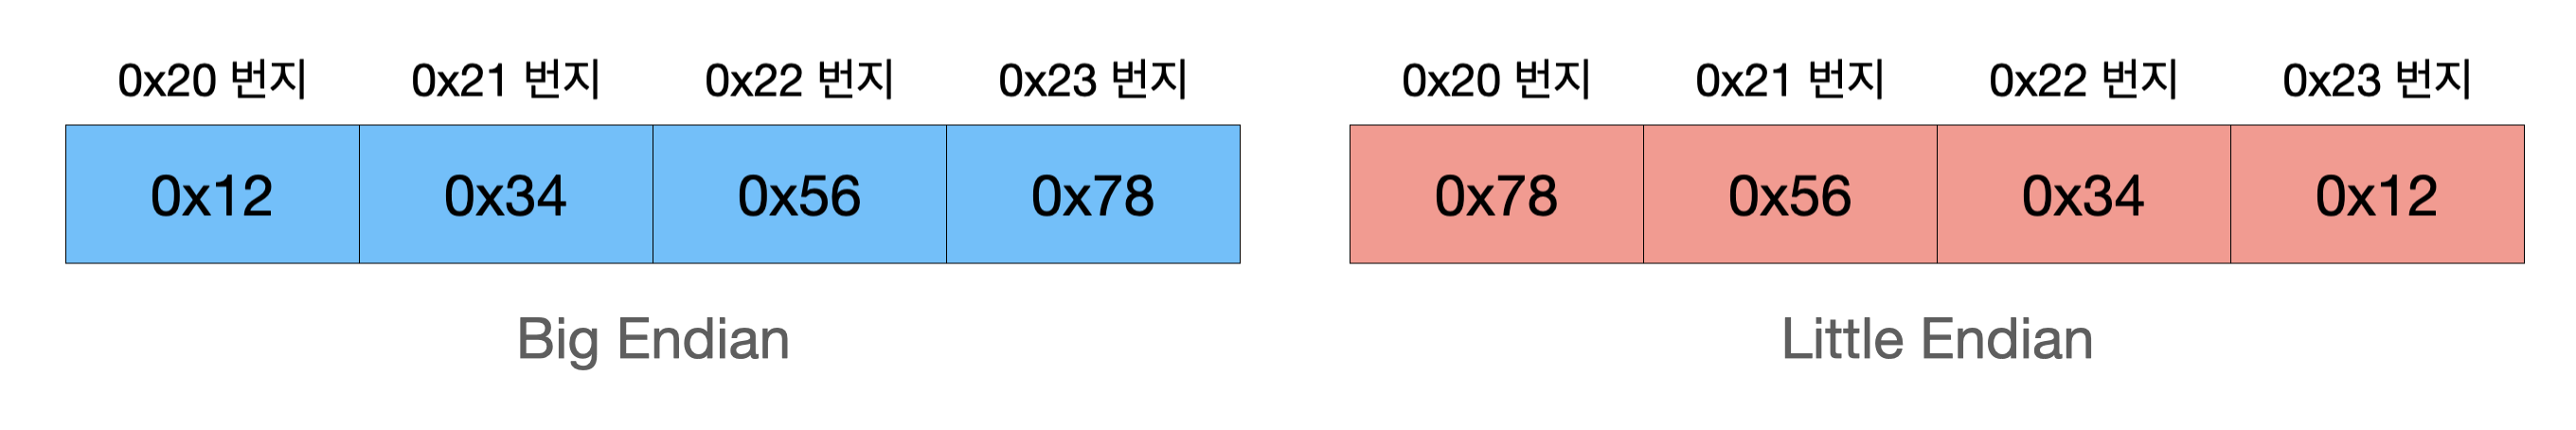 0x20 번지 0x21 번지 0x22 번지 0x23 번지
0x12 0x34 0x56 0x78
Big Endian
0x20 번지 0x21 번지 0x22 번지 0x23 번지
0x78 0x56 0x34 0x12
Little Endian